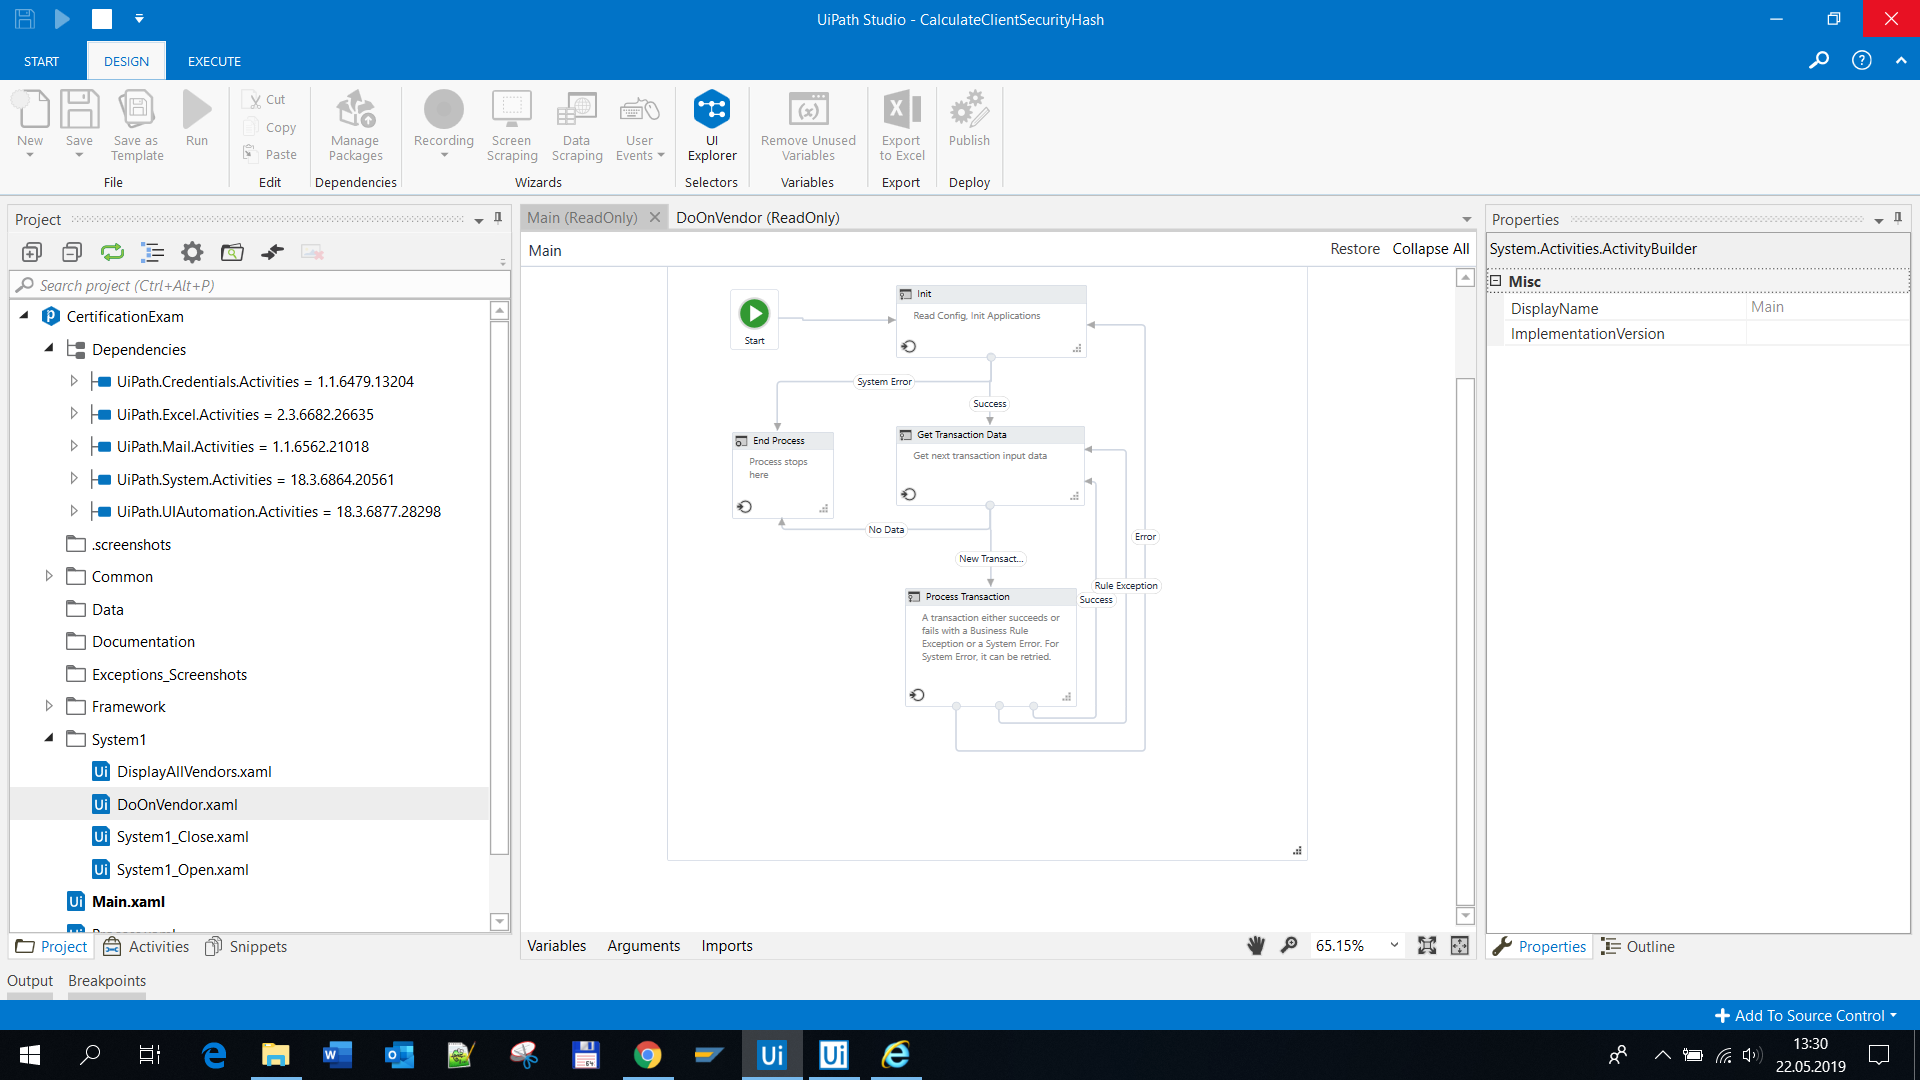 UiPath Studio - CalculateClientSecurityHash
START
DESIGN
EXECUTE
New
Save
Save as
Template
Run
File
Cut
Copy
Paste
Edit
Manage
Packages
Dependencies
Recording
Screen
Scraping
Data
Scraping
User
Events
Wizards
UI
Explorer
Selectors
Remove Unused
Variables
Variables
Export
to Excel
Export
Publish
Deploy
Project
Search project (Ctrl+Alt+P)
CertificationExam
Dependencies
UiPath.Credentials.Activities = 1.1.6479.13204
UiPath.Excel.Activities = 2.3.6682.26635
UiPath.Mail.Activities = 1.1.6562.21018
UiPath.System.Activities = 18.3.6864.20561
UiPath.UIAutomation.Activities = 18.3.6877.28298
.screenshots
Common
Data
Documentation
Exceptions_Screenshots
Framework
System1
DisplayAllVendors.xaml
DoOnVendor.xaml
System1_Close.xaml
System1_Open.xaml
Main.xaml
Project
Activities
Snippets
Output
Breakpoints
Main (ReadOnly)
DoOnVendor (ReadOnly)
Main
Restore
Collapse All
Start
Init
Read Config, Init Applications
System Error
Success
End Process
Process stops
here
Get Transaction Data
Get next transaction input data
No Data
New Transact...
Error
Rule Exception
Success
Process Transaction
A transaction either succeeds or
fails with a Business Rule
Exception or a System Error. For
System Error, it can be retried.
Variables
Arguments
Imports
65.15%
Properties
System.Activities.ActivityBuilder
Misc
DisplayName
Main
ImplementationVersion
Properties
Outline
Add To Source Control
13:30
22.05.2019